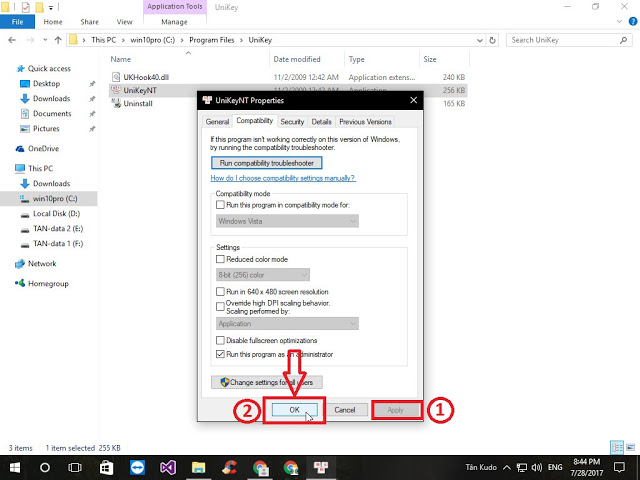 Application Tools
UniKey
File
Home
Share
View
Manage
This PC > win10pro (C:) > Program Files > UniKey
Search UniKey
Name
Date modified
Type
Size
Quick access
Desktop
Downloads
Documents
Pictures
OneDrive
This PC
Downloads
win10pro (C:)
Local Disk (D:)
TAN-data 2 (E:)
TAN-data 1 (F:)
Network
Homegroup
UKHook40.dll 11/2/2009 12:42 AM Application extens... 240 KB
UniKeyNT 11/2/2009 12:43 AM Application 256 KB
Uninstall 165 KB
UniKeyNT Properties
General Compatibility Security Details Previous Versions
If this program isn't working correctly on this version of Windows,
try running the compatibility troubleshooter.
Run compatibility troubleshooter
How do I choose compatibility settings manually?
Compatibility mode
Run this program in compatibility mode for:
Windows Vista
Settings
Reduced color mode
8-bit (256) color
Run in 640 x 480 screen resolution
Override high DPI scaling behavior.
Scaling performed by:
Application
Disable fullscreen optimizations
Run this program as an administrator
Change settings for all users
2
OK
Cancel
Apply
1
3 items
1 item selected 255 KB
Tân Kudo
ENG
8:44 PM
7/28/2017